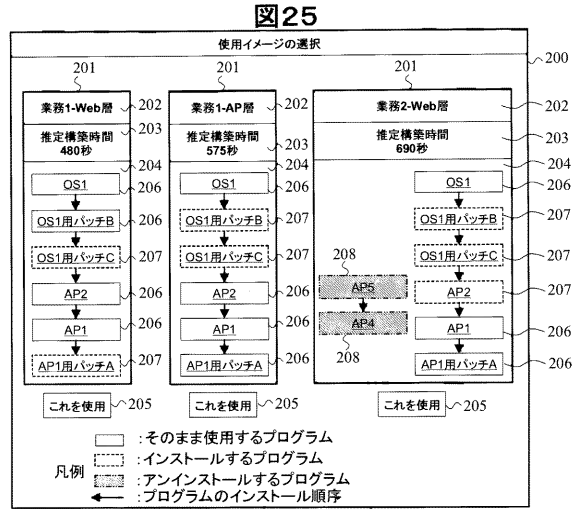 図25
使用イメージの選択
200
201
業務1-Web層
202
推定構築時間
480秒
203
204
OS1
206
OS1用パッチB
206
OS1用パッチC
207
AP2
206
AP1
206
AP1用パッチA
207
これを使用
205
201
業務1-AP層
202
推定構築時間
575秒
203
204
OS1
206
OS1用パッチB
207
OS1用パッチC
207
AP2
206
AP1
206
AP1用パッチA
206
これを使用
205
201
業務2-Web層
202
推定構築時間
690秒
203
204
OS1
206
OS1用パッチB
207
OS1用パッチC
207
208
AP5
AP2
207
AP4
208
AP1
206
AP1用パッチA
206
これを使用
205
凡例
:そのまま使用するプログラム
:インストールするプログラム
:アンインストールするプログラム
:プログラムのインストール順序